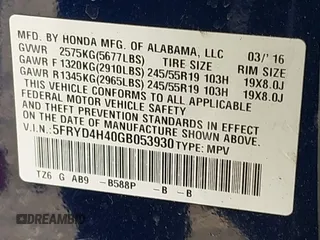 MFD. BY HONDA MFG. OF ALABAMA, LLC 03/'16
GVWR 2575KG(5677LBS) TIRE SIZE RIM SIZE
GAWR F 1320KG(2910LBS) 245/55R19 103H 19X8.0J
GAWR R 1345KG(2965LBS) 245/55R19 103H 19X8.0J
THIS VEHICLE CONFORMS TO ALL APPLICABLE
FEDERAL MOTOR VEHICLE SAFETY, BUMPER, AND
THEFT PREVENTION STANDARDS IN EFFECT ON THE
DATE OF MANUFACTURE SHOWN ABOVE.
V.I.N: 5FRYD4H40GB053930 TYPE: MPV
TZ6 G AB9 -B588P -B -B
DREAMBID